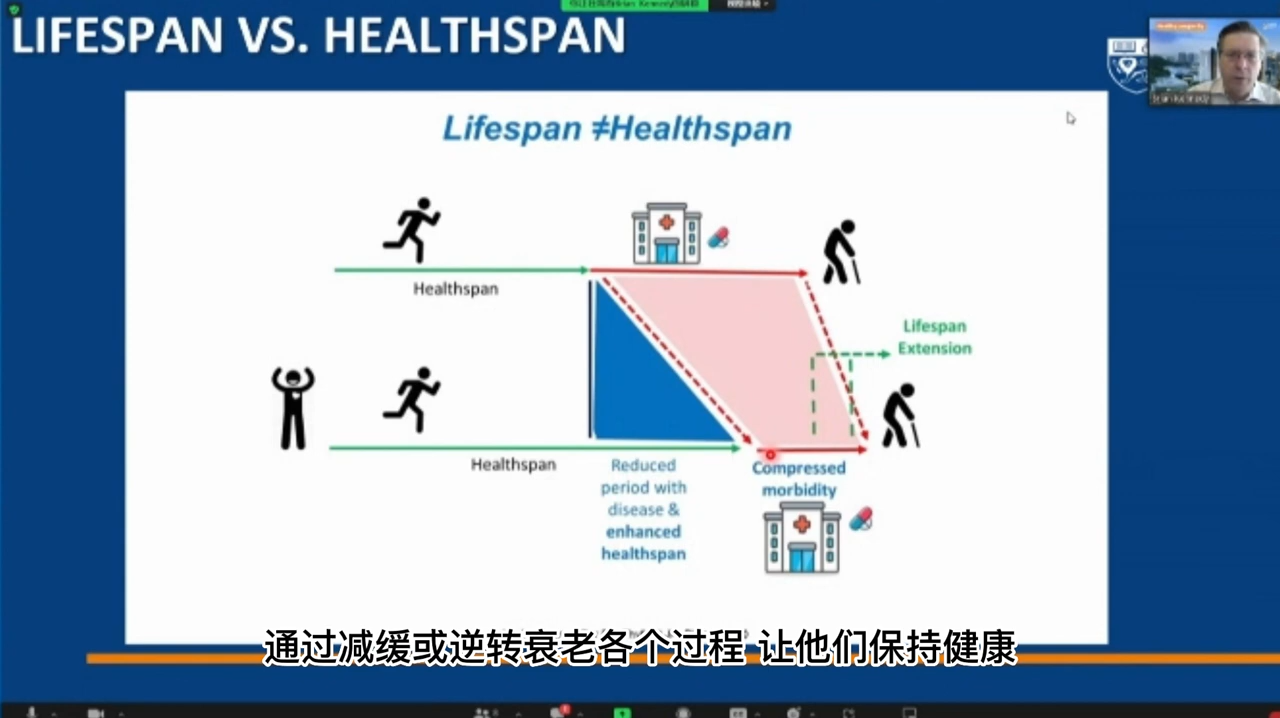 LIFESPAN VS. HEALTHSPAN
Lifespan ≠Healthspan
Healthspan
Lifespan
Extension
Healthspan
Reduced
period with
disease &
enhanced
healthspan
Compressed
morbidity
通过减缓或逆转衰老各个过程 让他们保持健康